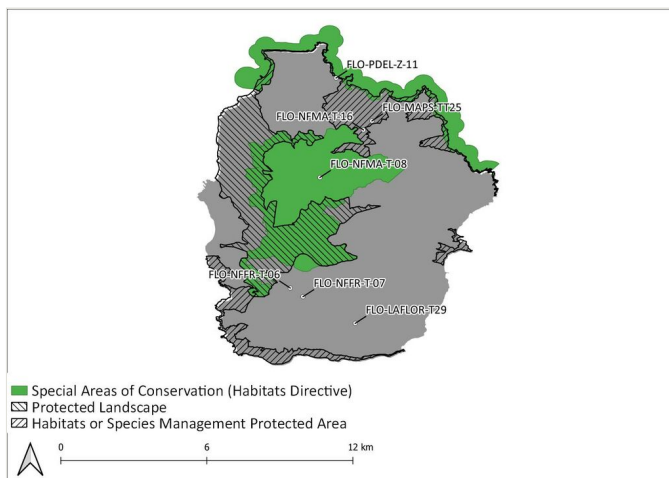 FLO-PDEL-Z-11
FLO-NFMA-T-16
FLO-MAPS-TT25
FLO-NFMA-T-08
FLO-NFFR-T-06
FLO-NFFR-T-07
FLO-LAFLOR-T29
Special Areas of Conservation (Habitats Directive)
Protected Landscape
Habitats or Species Management Protected Area
0 6 12 km